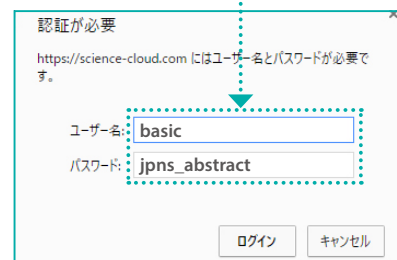 認証が必要
https://science-cloud.com にはユーザー名とパスワードが必要で
す。
ユーザー名: basic
パスワード: jpns_abstract
ログイン キャンセル